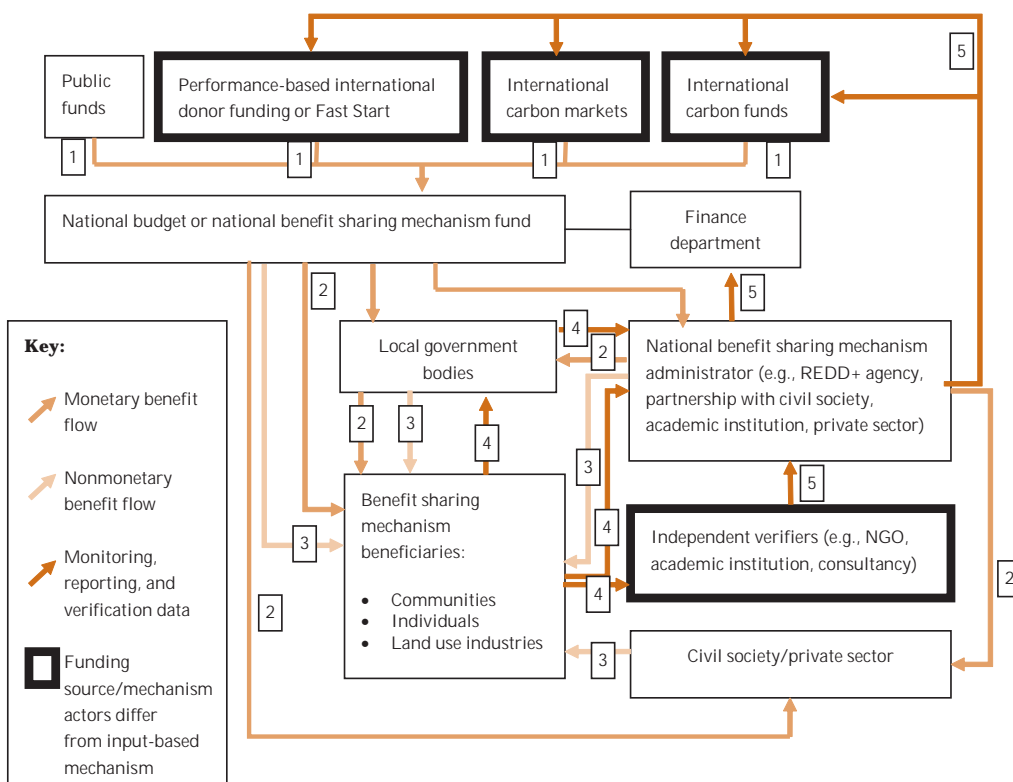 5
Public
funds
Performance-based international
donor funding or Fast Start
International
carbon markets
International
carbon funds
1
1
1
1
National budget or national benefit sharing mechanism fund
Finance
department
2
5
Key:
Monetary benefit
flow
Nonmonetary
benefit flow
Monitoring,
reporting, and
verification data
Funding
source/mechanism
actors differ
from input-based
mechanism
Local government
bodies
4
2
National benefit sharing mechanism
administrator (e.g., REDD+ agency,
partnership with civil society,
academic institution, private sector)
2
3
4
3
5
Benefit sharing
mechanism
beneficiaries:
• Communities
• Individuals
• Land use industries
3
4
4
Independent verifiers (e.g., NGO,
academic institution, consultancy)
2
2
3
Civil society/private sector